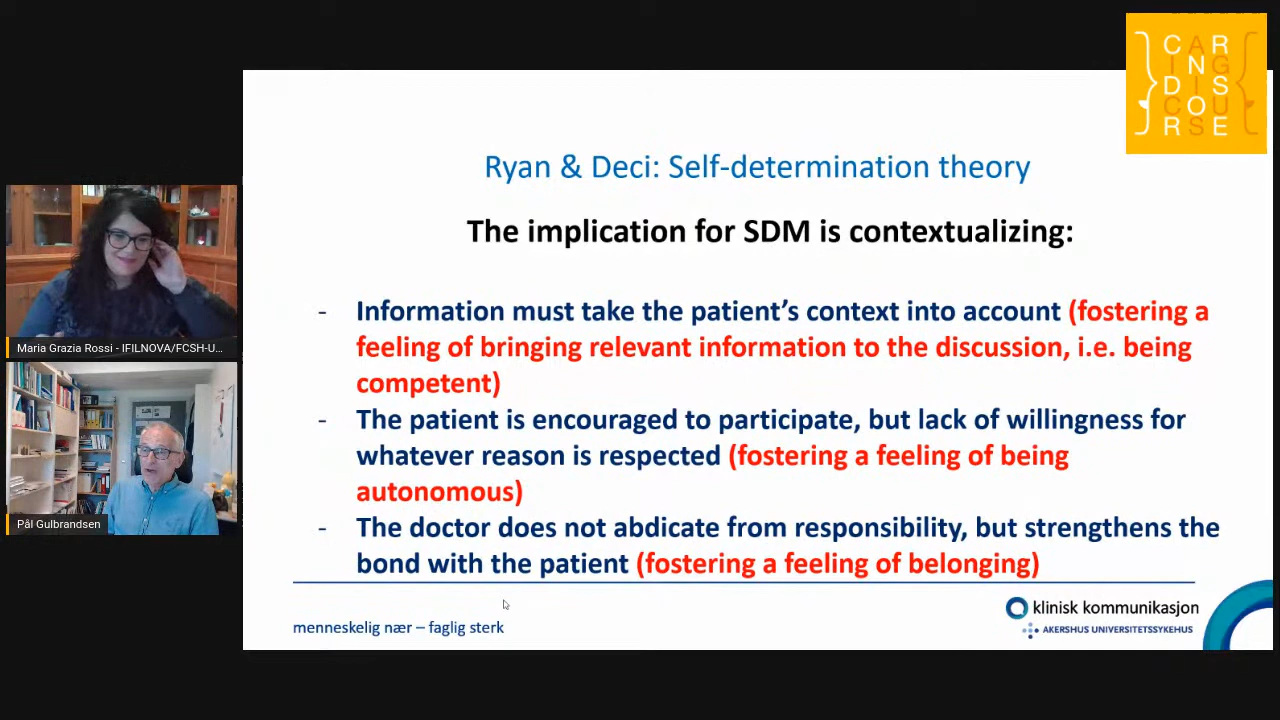 CARING
IN
DISCOURSE
Ryan & Deci: Self-determination theory
The implication for SDM is contextualizing:
- Information must take the patient’s context into account (fostering a
feeling of bringing relevant information to the discussion, i.e. being
competent)
- The patient is encouraged to participate, but lack of willingness for
whatever reason is respected (fostering a feeling of being
autonomous)
- The doctor does not abdicate from responsibility, but strengthens the
bond with the patient (fostering a feeling of belonging)
menneskelig nær – faglig sterk
klinisk kommunikasjon
AKERSHUS UNIVERSITETSSYKEHUS
Maria Grazia Rossi - IFILNOVA/FCSH-U...
Pål Gulbrandsen